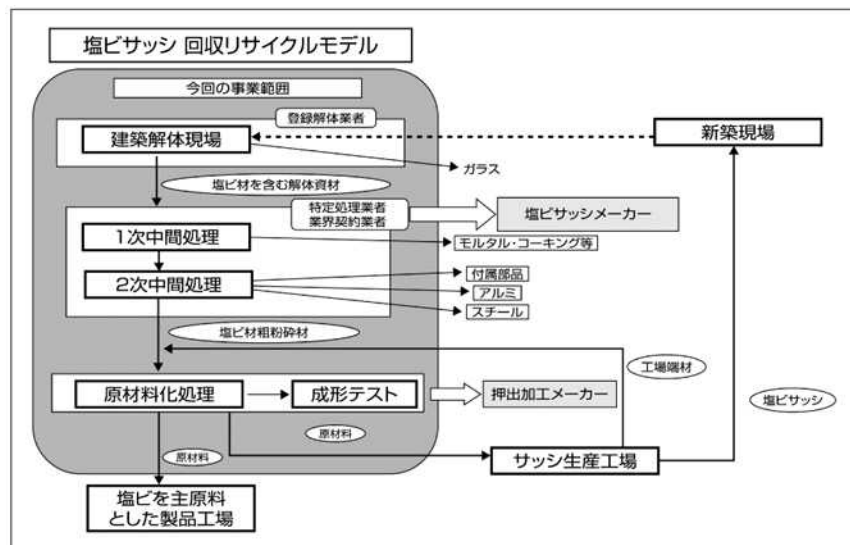 塩ビサッシ 回収リサイクルモデル
今回の事業範囲
登録解体業者
建築解体現場
新築現場
ガラス
塩ビ材を含む解体資材
特定処理業者
業界契約業者
塩ビサッシメーカー
1次中間処理
モルタル・コーキング等
2次中間処理
付属部品
アルミ
スチール
塩ビ材粗粉砕材
工場端材
原材料化処理
成形テスト
押出加工メーカー
塩ビサッシ
原材料
原材料
サッシ生産工場
塩ビを主原料
とした製品工場